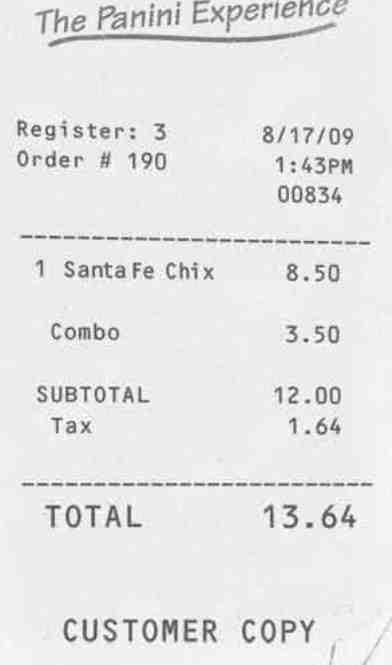 The Panini Experience
Register: 3 8/17/09
Order # 190 1:43PM
00834
1 Santa Fe Chix 8.50
Combo 3.50
SUBTOTAL 12.00
Tax 1.64
TOTAL 13.64
CUSTOMER COPY